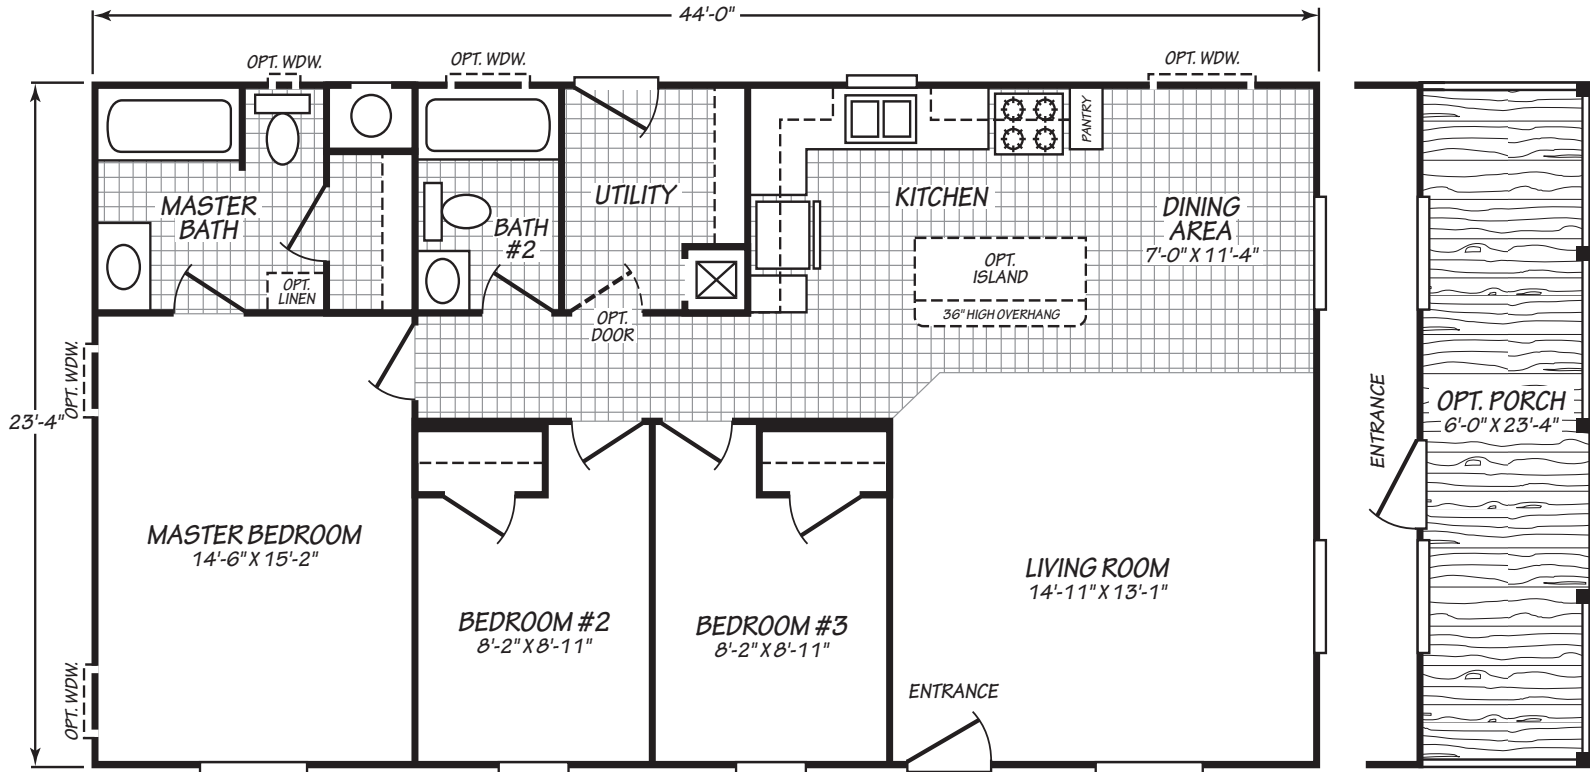 44'-0"
OPT. WDW.
OPT. WDW.
OPT. WDW.
PANTRY
MASTER
BATH
BATH
#2
UTILITY
KITCHEN
DINING
AREA
7'-0" X 11'-4"
OPT.
LINEN
OPT.
DOOR
OPT.
ISLAND
36" HIGH OVERHANG
OPT. WDW.
23'-4"
ENTRANCE
OPT. PORCH
6'-0" X 23'-4"
MASTER BEDROOM
14'-6" X 15'-2"
BEDROOM #2
8'-2" X 8'-11"
BEDROOM #3
8'-2" X 8'-11"
LIVING ROOM
14'-11" X 13'-1"
OPT. WDW.
ENTRANCE